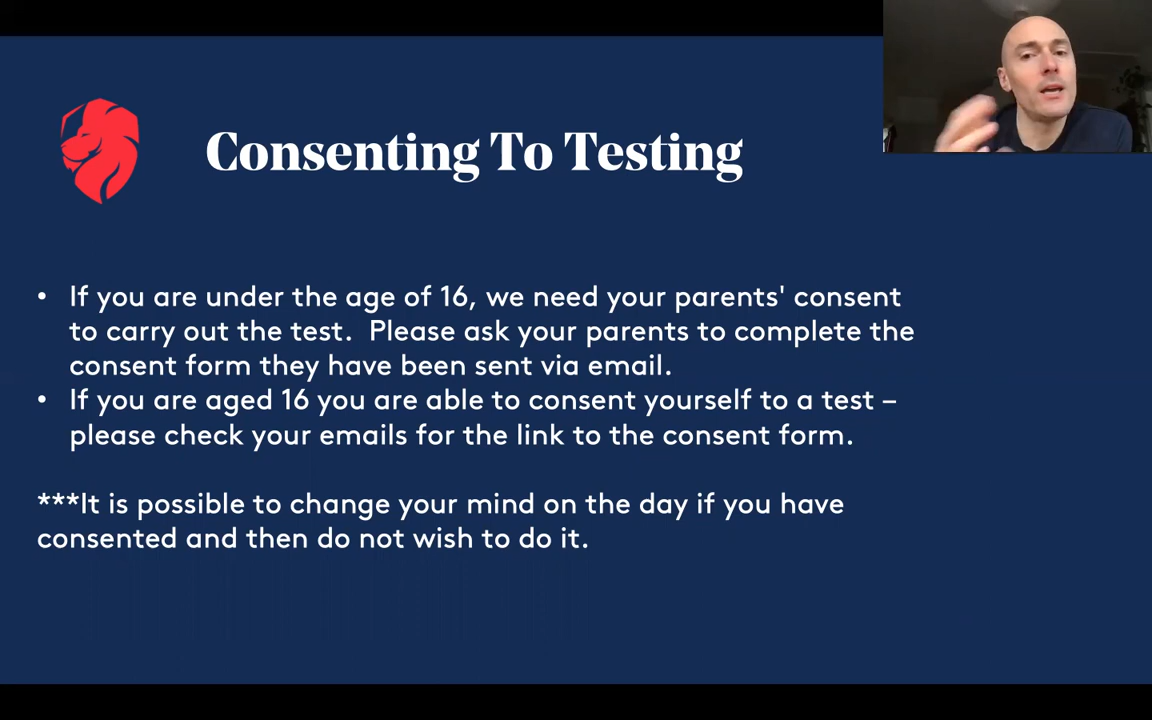 Consenting To Testing
• If you are under the age of 16, we need your parents' consent
to carry out the test.  Please ask your parents to complete the
consent form they have been sent via email.
• If you are aged 16 you are able to consent yourself to a test –
please check your emails for the link to the consent form.
***It is possible to change your mind on the day if you have
consented and then do not wish to do it.